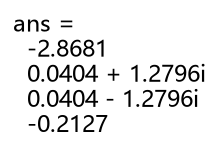 ans =
-2.8681
0.0404 + 1.2796i
0.0404 - 1.2796i
-0.2127